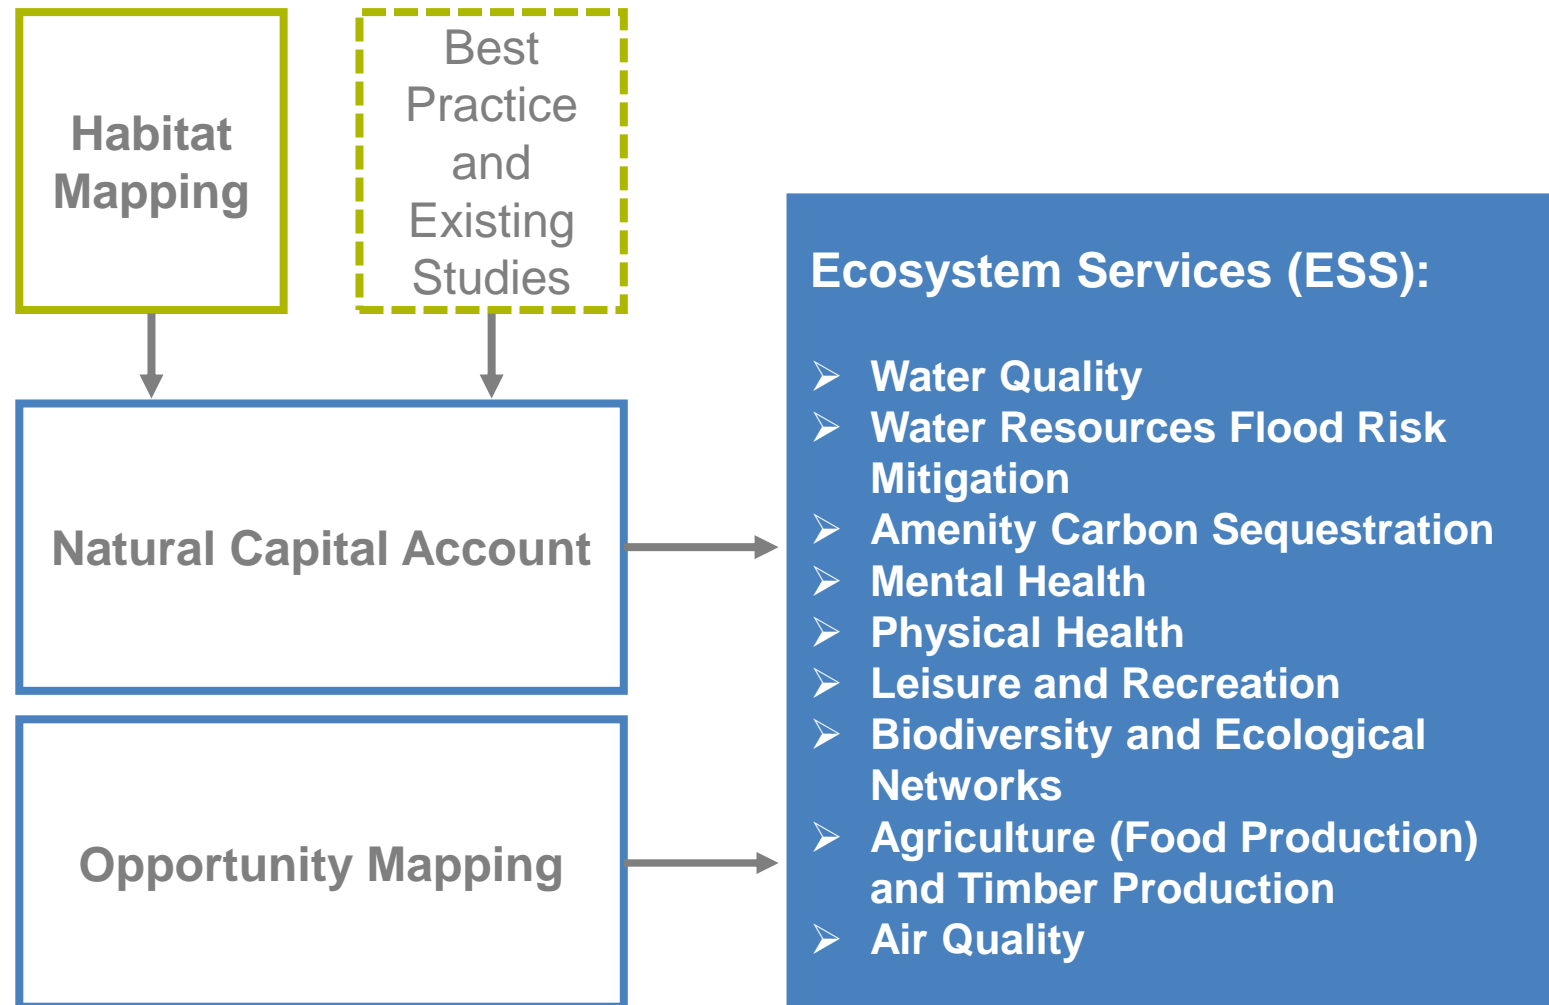 Habitat
Mapping
Best
Practice
and
Existing
Studies
Natural Capital Account
Opportunity Mapping
Ecosystem Services (ESS):
➢ Water Quality
➢ Water Resources Flood Risk
Mitigation
➢ Amenity Carbon Sequestration
➢ Mental Health
➢ Physical Health
➢ Leisure and Recreation
➢ Biodiversity and Ecological
Networks
➢ Agriculture (Food Production)
and Timber Production
➢ Air Quality